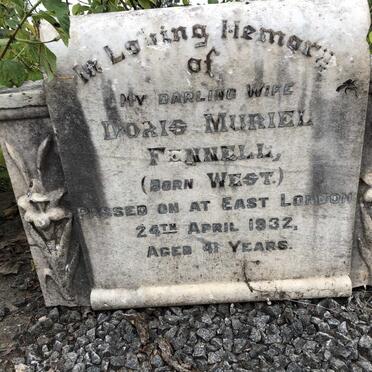 In Loving Memory
of
MY DARLING WIFE
DORIS MURIEL
FENNELL,
(BORN WEST.)
PASSED ON AT EAST LONDON
24TH APRIL 1932,
AGED 41 YEARS.